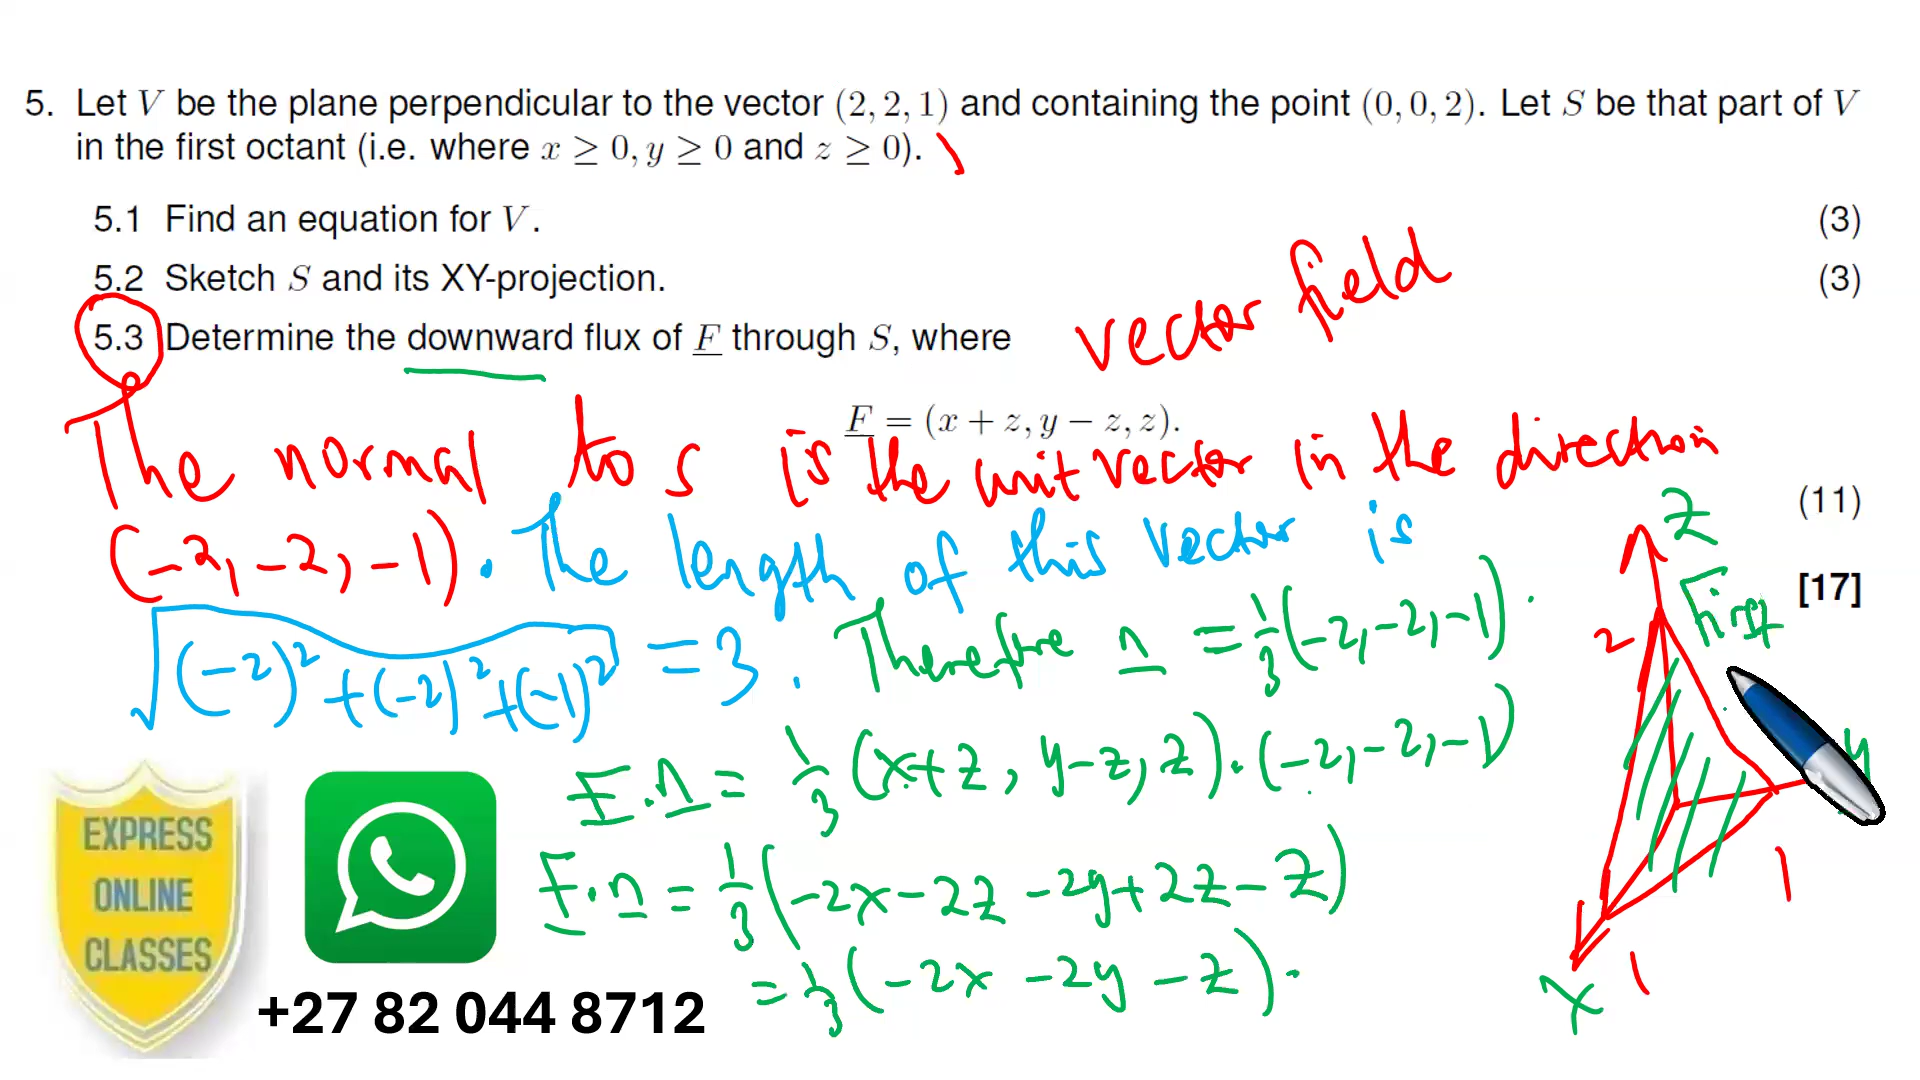 5. Let V be the plane perpendicular to the vector (2, 2, 1) and containing the point (0, 0, 2). Let S be that part of V
in the first octant (i.e. where x ≥ 0, y ≥ 0 and z ≥ 0).
5.1 Find an equation for V. (3)
5.2 Sketch S and its XY-projection. (3)
vector field
5.3 Determine the downward flux of F through S, where
F = (x + z, y − z, z).
The normal to S is the unit vector in the direction
(11)
(-2, -2, -1). The length of this vector is
[17]
√((-2)² + (-2)² + (-1)²) = 3. Therefore n = 1/3 (-2, -2, -1).
F.n = 1/3 (x+z, y-z, z).(-2, -2, -1)
F.n = 1/3 (-2x - 2z - 2y + 2z - z)
= 1/3 (-2x - 2y - z).
z
First
2
y
1
1
x
EXPRESS
ONLINE
CLASSES
+27 82 044 8712